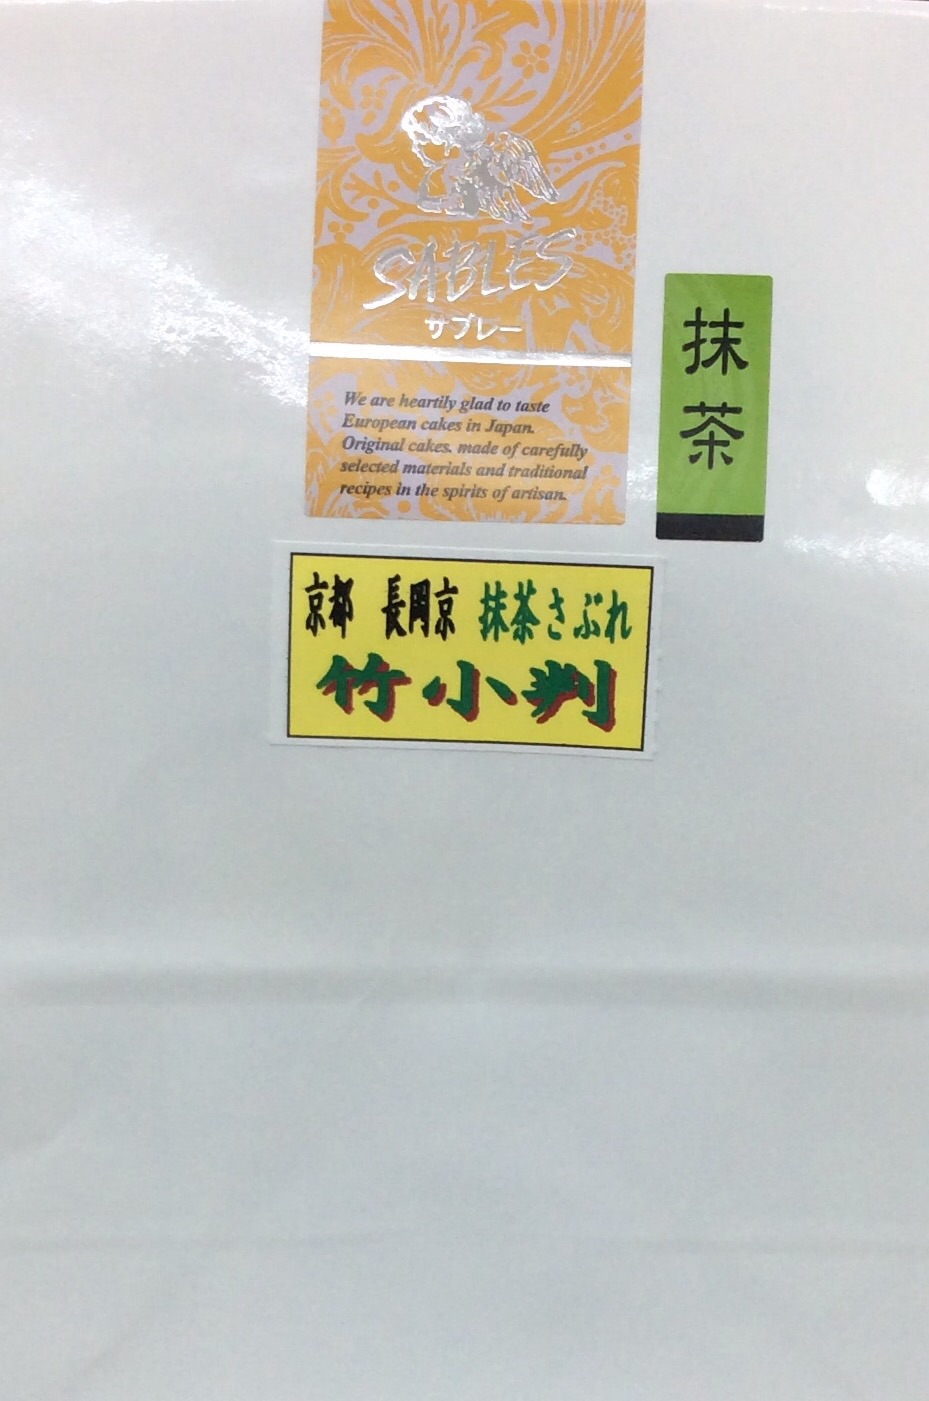 SABLES
サブレー
We are heartily glad to taste
European cakes in Japan.
Original cakes. made of carefully
selected materials and traditional
recipes in the spirits of artisan.
抹茶
京都 長岡京 抹茶さぶれ
竹小判